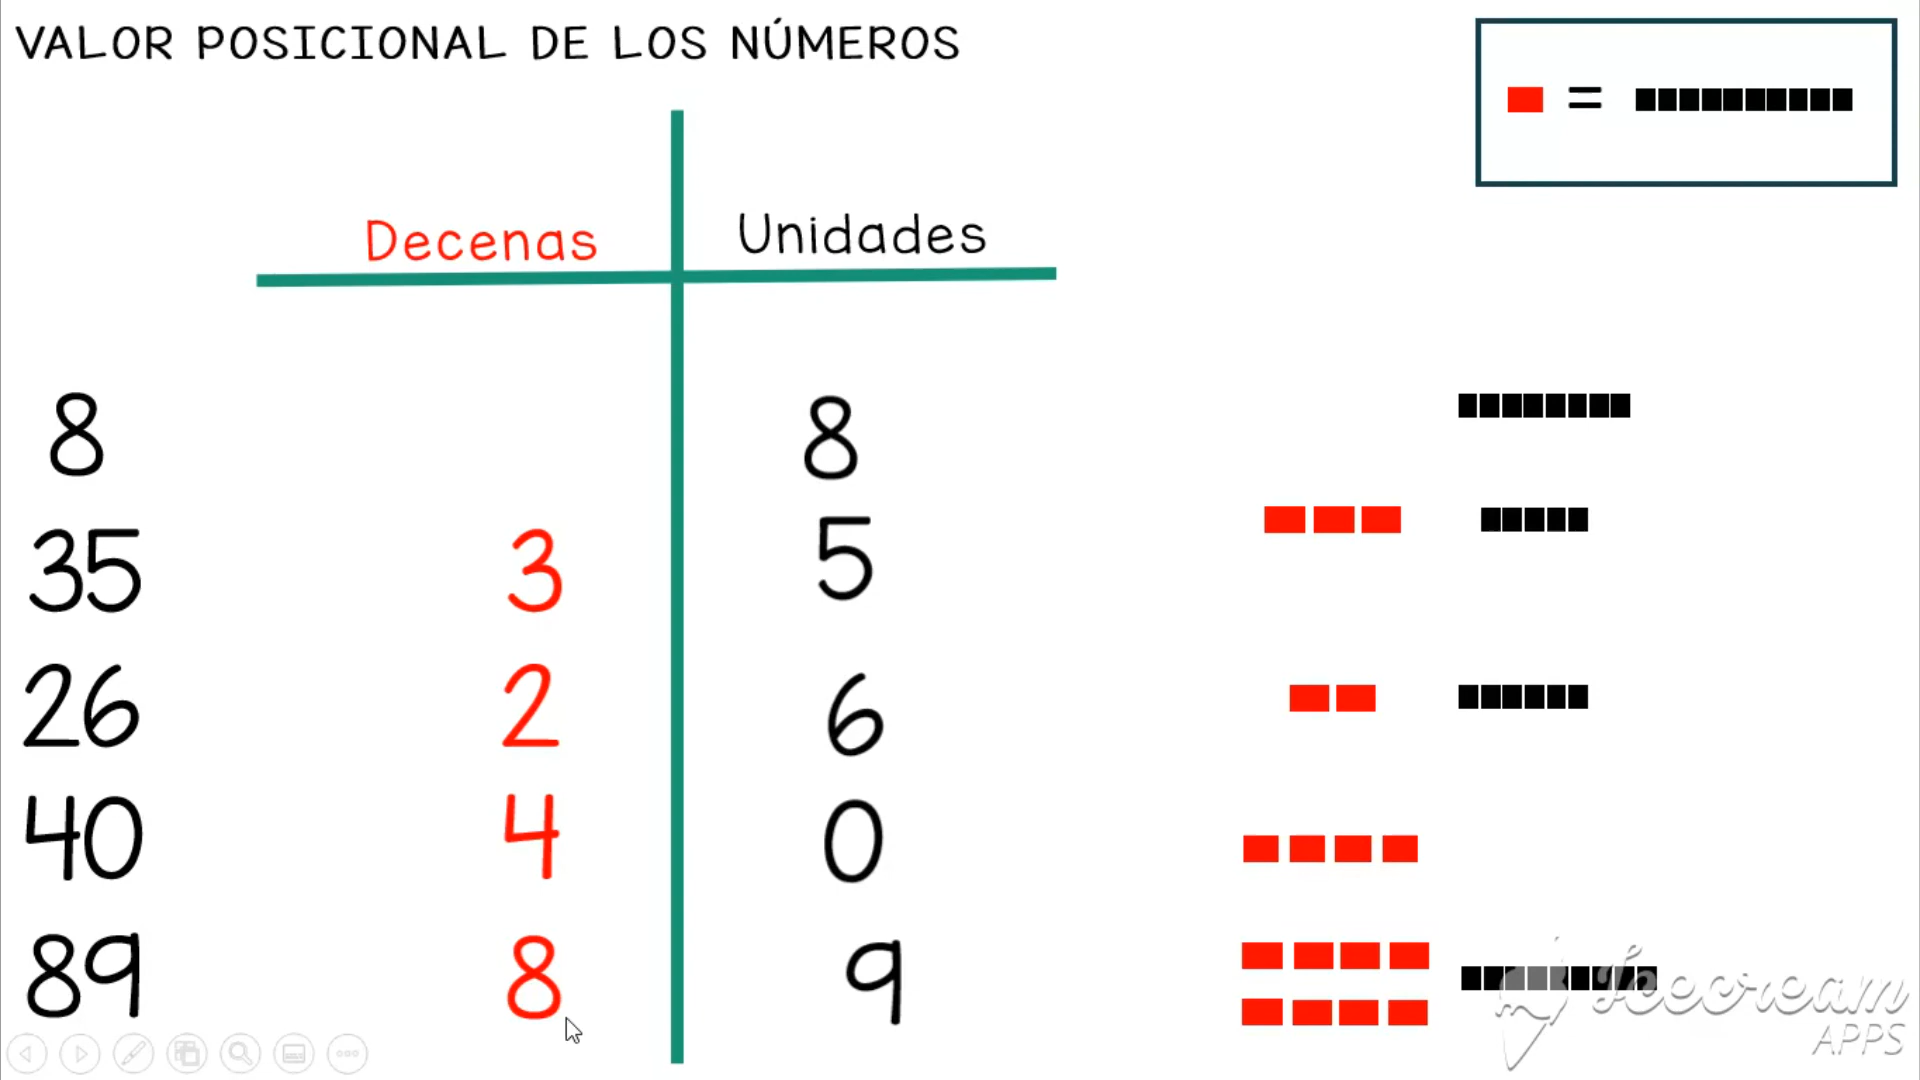 VALOR POSICIONAL DE LOS NÚMEROS
=
Decenas Unidades
8 8
35 3 5
26 2 6
40 4 0
89 8 9
Icecream
APPS